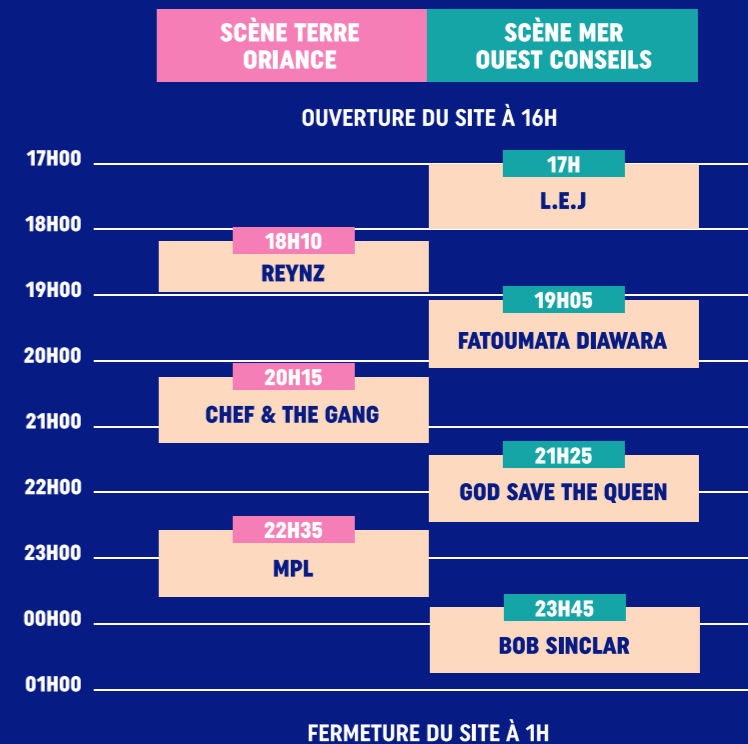 SCÈNE TERRE
ORIANCE
SCÈNE MER
OUEST CONSEILS
OUVERTURE DU SITE À 16H
17H00
17H
L.E.J
18H00
18H10
REYNZ
19H00
19H05
FATOUMATA DIAWARA
20H00
20H15
CHEF & THE GANG
21H00
21H25
GOD SAVE THE QUEEN
22H00
22H35
MPL
23H00
23H45
BOB SINCLAR
00H00
01H00
FERMETURE DU SITE À 1H